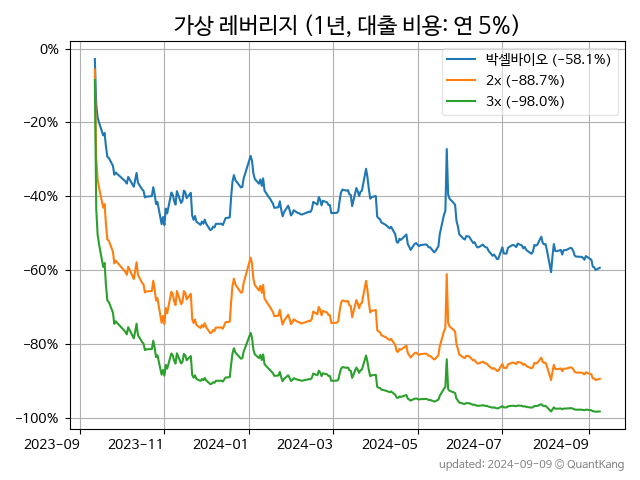 가상 레버리지 (1년, 대출 비용: 연 5%)
박셀바이오 (−58.1%)
2x (−88.7%)
3x (−98.0%)
0%
−20%
−40%
−60%
−80%
−100%
2023-09 2023-11 2024-01 2024-03 2024-05 2024-07 2024-09
updated: 2024-09-09 © QuantKang